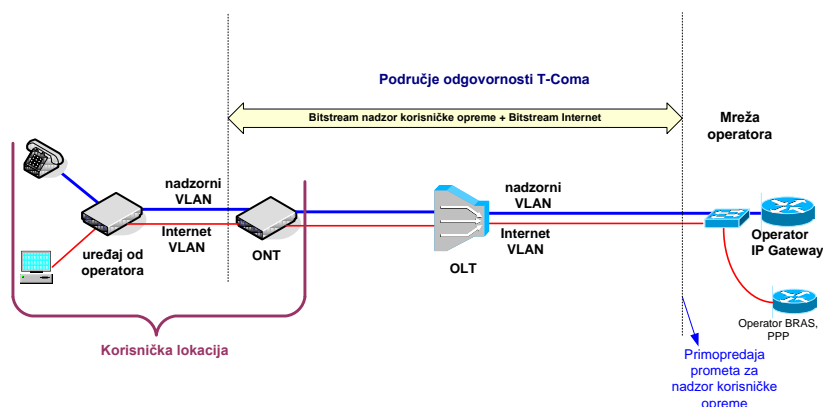 Područje odgovornosti T-Coma
Bitstream nadzor korisničke opreme + Bitstream Internet
Mreža
operatora
nadzorni
VLAN
Internet
VLAN
uređaj od
operatora
ONT
nadzorni
VLAN
Internet
VLAN
OLT
Operator
IP Gateway
Operator BRAS,
PPP
Korisnička lokacija
Primopredaja
prometa za
nadzor korisničke
opreme